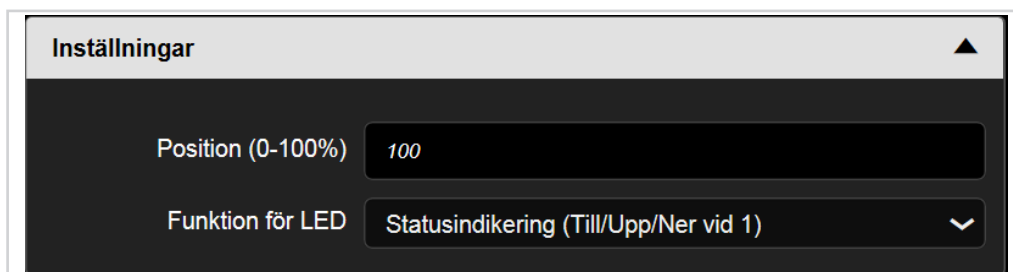 Inställningar
Position (0-100%) 100
Funktion för LED Statusindikering (Till/Upp/Ner vid 1)